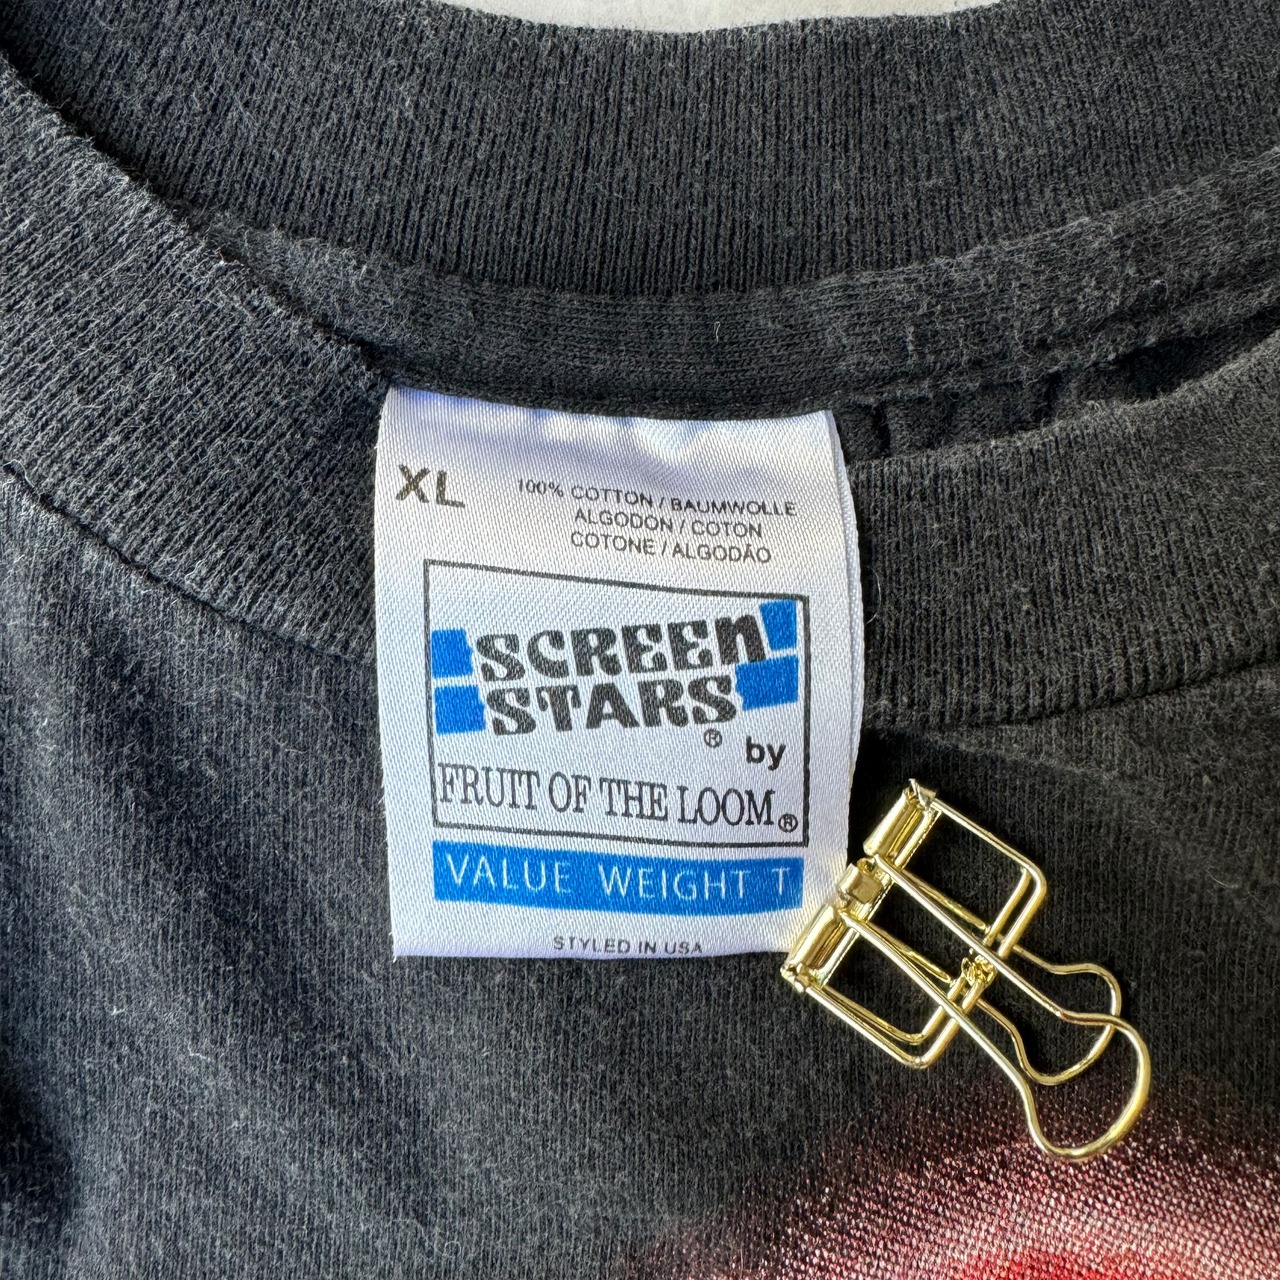 XL
100% COTTON / BAUMWOLLE
ALGODON / COTON
COTONE / ALGODÃO
SCREEN
STARS®
by
FRUIT OF THE LOOM®
VALUE WEIGHT T
STYLED IN USA